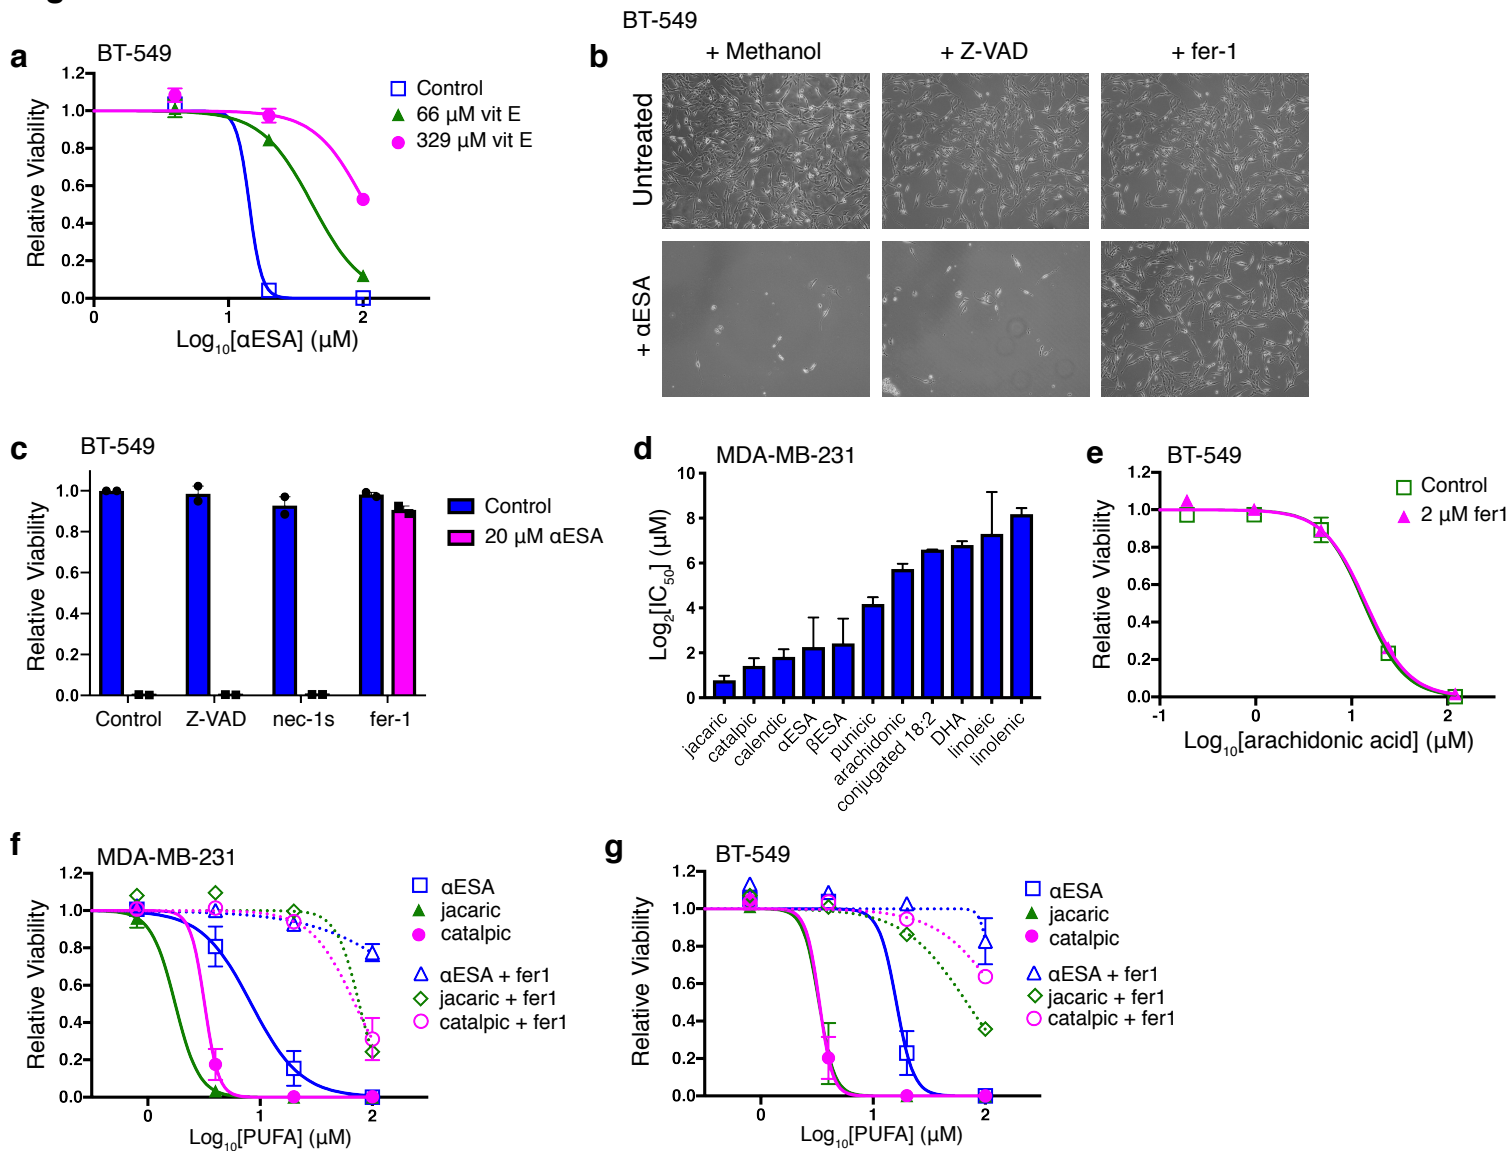 a
BT-549
1.2
1.0
0.8
0.6
0.4
0.2
0.0
0
1
2
Relative Viability
Log10[αESA] (µM)
Control
66 µM vit E
329 µM vit E
b
BT-549
+ Methanol
+ Z-VAD
+ fer-1
Untreated
+ αESA
c
BT-549
1.0
0.8
0.6
0.4
0.2
0.0
Relative Viability
Control
Z-VAD
nec-1s
fer-1
Control
20 µM αESA
d
MDA-MB-231
10
8
6
4
2
0
Log2[IC50] (µM)
jacaric
catalpic
calendic
αESA
βESA
punicic
arachidonic
conjugated 18:2
DHA
linoleic
linolenic
e
BT-549
1.2
1.0
0.8
0.6
0.4
0.2
0.0
-1
0
1
2
Relative Viability
Log10[arachidonic acid] (µM)
Control
2 µM fer1
f
MDA-MB-231
1.2
1.0
0.8
0.6
0.4
0.2
0.0
0
1
2
Relative Viability
Log10[PUFA] (µM)
αESA
jacaric
catalpic
αESA + fer1
jacaric + fer1
catalpic + fer1
g
BT-549
1.2
1.0
0.8
0.6
0.4
0.2
0.0
0
1
2
Relative Viability
Log10[PUFA] (µM)
αESA
jacaric
catalpic
αESA + fer1
jacaric + fer1
catalpic + fer1